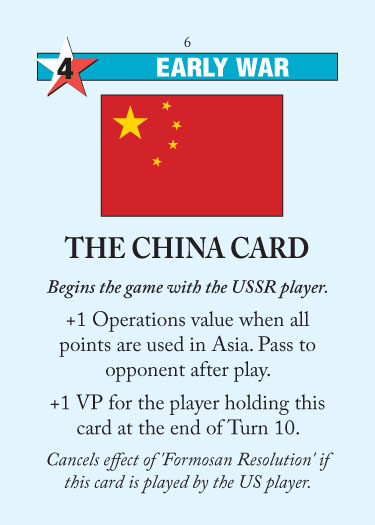 6
4
EARLY WAR
THE CHINA CARD
Begins the game with the USSR player.
+1 Operations value when all
points are used in Asia. Pass to
opponent after play.
+1 VP for the player holding this
card at the end of Turn 10.
Cancels effect of 'Formosan Resolution' if
this card is played by the US player.